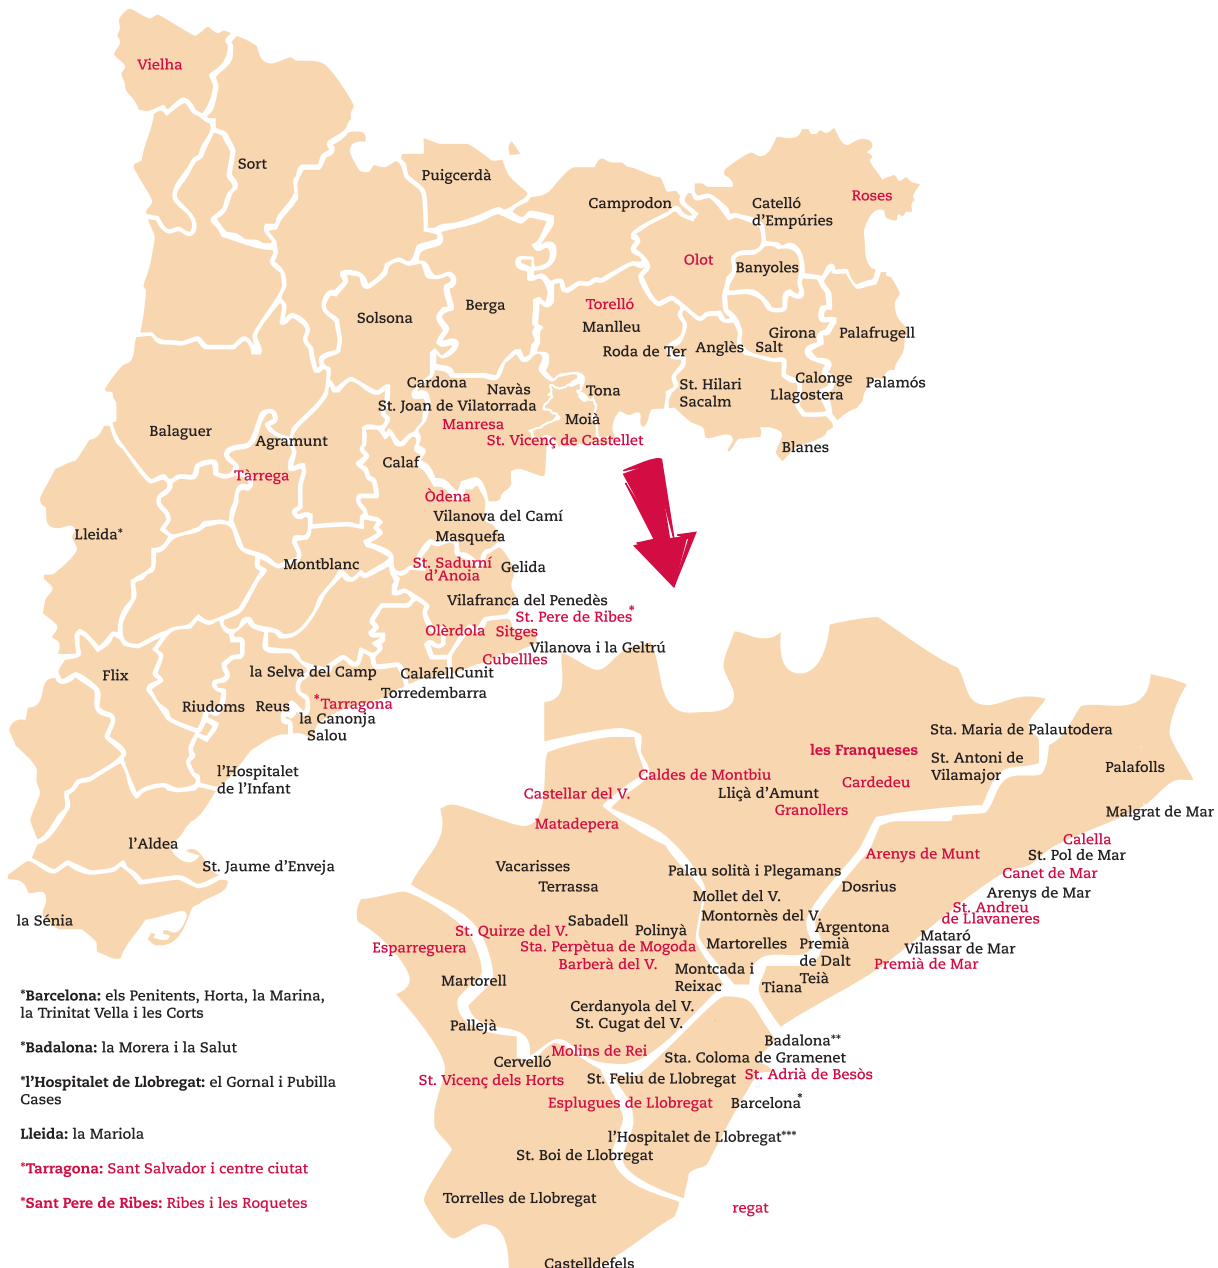 Vielha
Sort
Puigcerdà
Camprodon
Catelló
d'Empúries
Roses
Olot
Banyoles
Berga
Solsona
Torelló
Manlleu
Roda de Ter
Anglès
Girona
Salt
Palafrugell
Cardona
Navàs
Tona
St. Hilari
Sacalm
Calonge
Llagostera
Palamós
St. Joan de Vilatorrada
Manresa
Moià
St. Vicenç de Castellet
Blanes
Balaguer
Agramunt
Calaf
Tàrrega
Òdena
Vilanova del Camí
Masquefa
Lleida*
Montblanc
St. Sadurní
d'Anoia
Gelida
Vilafranca del Penedès
St. Pere de Ribes*
Olèrdola
Sitges
Vilanova i la Geltrú
Cubellles
Flix
la Selva del Camp
Calafell
Cunit
Torredembarra
Riudoms
Reus
*Tarragona
la Canonja
Salou
l'Hospitalet
de l'Infant
l'Aldea
St. Jaume d'Enveja
la Sénia
Sta. Maria de Palautodera
les Franqueses
St. Antoni de
Vilamajor
Palafolls
Caldes de Montbiu
Cardedeu
Castellar del V.
Lliçà d'Amunt
Granollers
Malgrat de Mar
Matadepera
Calella
Arenys de Munt
St. Pol de Mar
Vacarisses
Palau solità i Plegamans
Canet de Mar
Terrassa
Dosrius
Mollet del V.
Arenys de Mar
St. Andreu
de Llavaneres
Montornès del V.
Sabadell
St. Quirze del V.
Polinyà
Argentona
Mataró
Esparreguera
Sta. Perpètua de Mogoda
Martorelles
Premià
de Dalt
Vilassar de Mar
Barberà del V.
Premià de Mar
Montcada i
Reixac
Martorell
Teià
Tiana
Cerdanyola del V.
St. Cugat del V.
Pallejà
Badalona**
Molins de Rei
Sta. Coloma de Gramenet
Cervelló
St. Vicenç dels Horts
St. Feliu de Llobregat
St. Adrià de Besòs
Esplugues de Llobregat
Barcelona*
l'Hospitalet de Llobregat***
St. Boi de Llobregat
Torrelles de Llobregat
regat
Castelldefels
*Barcelona: els Penitents, Horta, la Marina,
la Trinitat Vella i les Corts
*Badalona: la Morera i la Salut
*l'Hospitalet de Llobregat: el Gornal i Pubilla
Cases
Lleida: la Mariola
*Tarragona: Sant Salvador i centre ciutat
*Sant Pere de Ribes: Ribes i les Roquetes